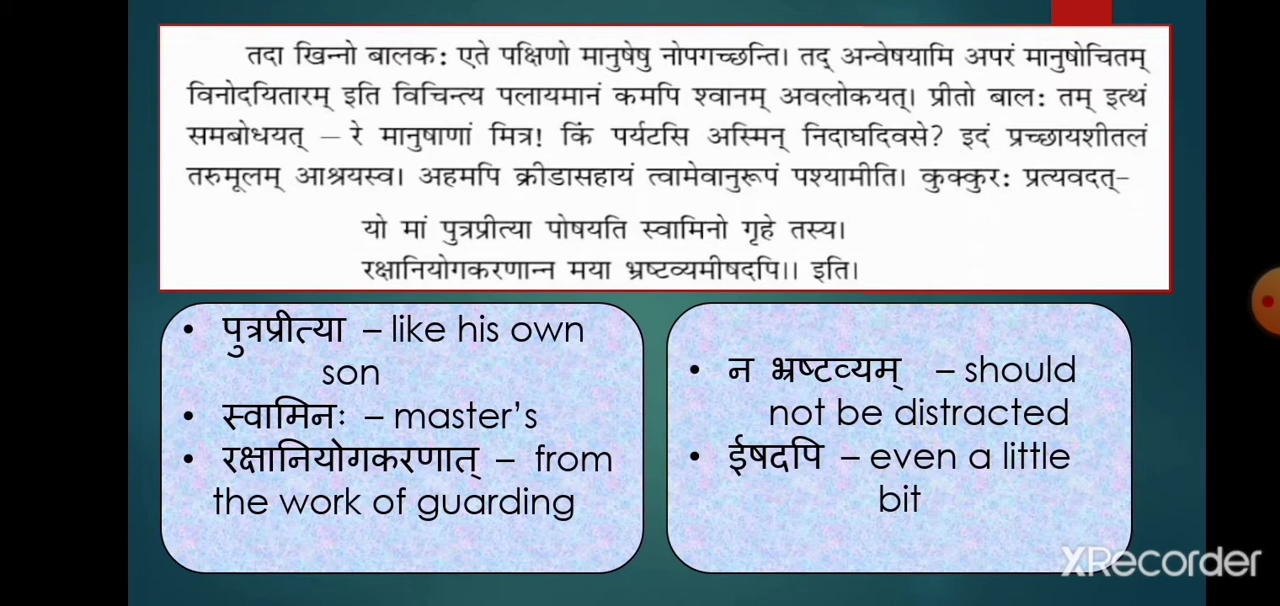 तदा खिन्नो बालकः एते पक्षिणो मानुषेषु नोपगच्छन्ति। तद् अन्वेषयामि अपरं मानुषोचितम्
विनोदयितारम् इति विचिन्त्य पलायमानं कमपि श्वानम् अवलोकयत्। प्रीतो बालः तम् इत्थं
समबोधयत् – रे मानुषाणां मित्र! किं पर्यटसि अस्मिन् निदाघदिवसे? इदं प्रच्छायशीतलं
तरुमूलम् आश्रयस्व। अहमपि क्रीडासहायं त्वामेवानुरूपं पश्यामीति। कुक्कुरः प्रत्यवदत्–
यो मां पुत्रप्रीत्या पोषयति स्वामिनो गृहे तस्य।
रक्षानियोगकरणान्न मया भ्रष्टव्यमीषदपि।। इति।
• पुत्रप्रीत्या – like his own
son
• स्वामिनः – master's
• रक्षानियोगकरणात् – from
the work of guarding
• न भ्रष्टव्यम् – should
not be distracted
• ईषदपि – even a little
bit
XRecorder